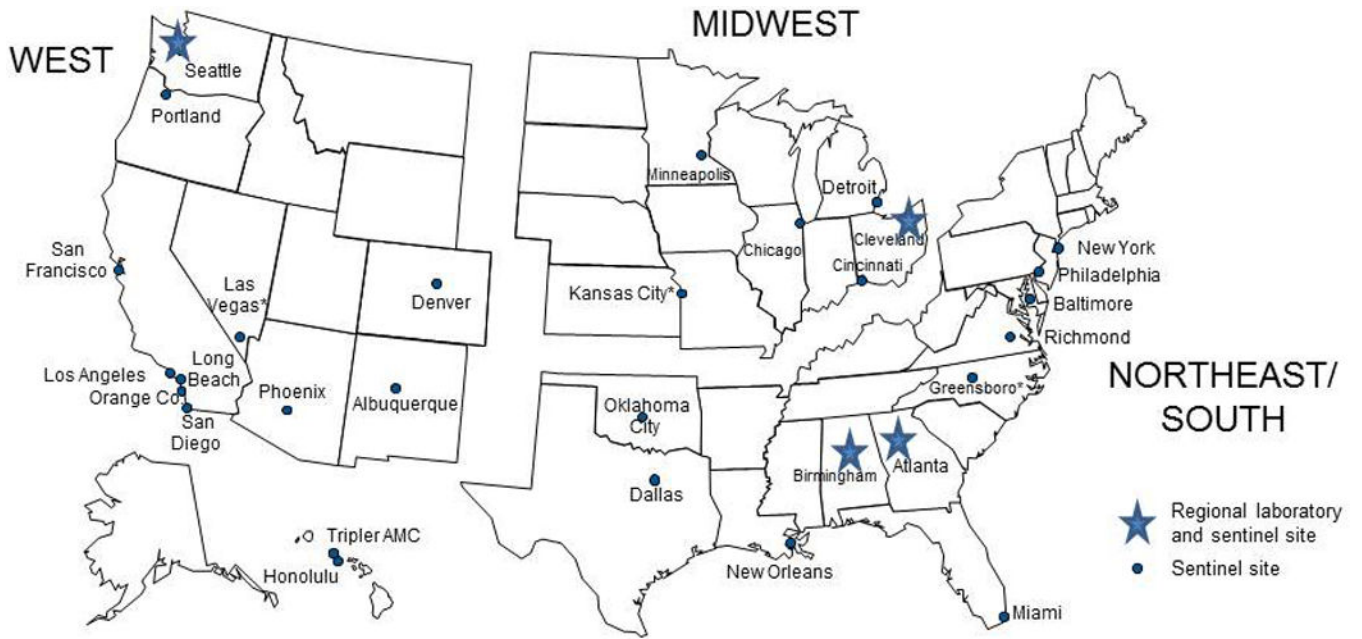 MIDWEST
WEST
Seattle
Portland
Minneapolis
Detroit
San
Francisco
Las
Vegas*
Denver
Chicago
Cleveland
Cincinnati
Kansas City*
New York
Philadelphia
Baltimore
Richmond
Los Angeles
Long
Beach
Orange Co
San
Diego
Phoenix
Albuquerque
Oklahoma
City
Greensboro*
NORTHEAST/
SOUTH
Birmingham
Atlanta
Dallas
New Orleans
Miami
Tripler AMC
Honolulu
Regional laboratory
and sentinel site
Sentinel site